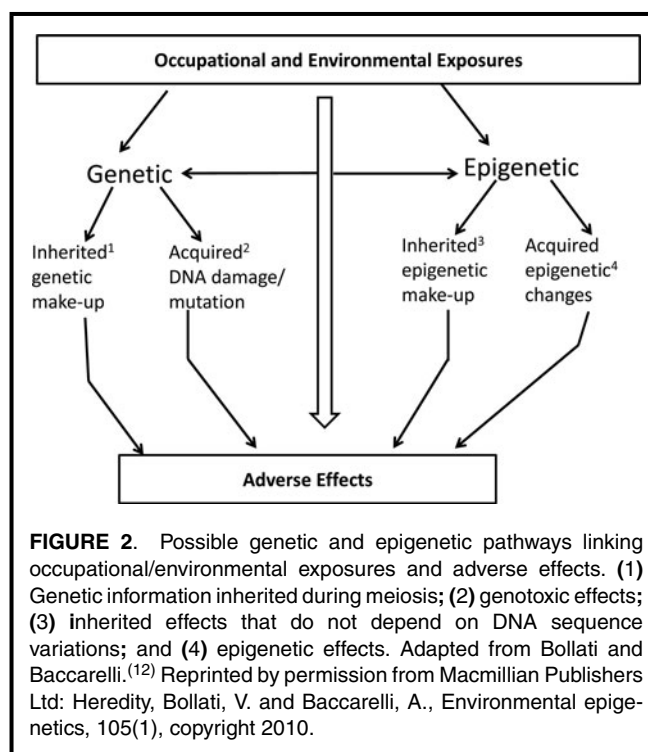 Occupational and Environmental Exposures
Genetic
Epigenetic
Inherited¹
genetic
make-up
Acquired²
DNA damage/
mutation
Inherited³
epigenetic
make-up
Acquired
epigenetic⁴
changes
Adverse Effects
FIGURE 2. Possible genetic and epigenetic pathways linking
occupational/environmental exposures and adverse effects. (1)
Genetic information inherited during meiosis; (2) genotoxic effects;
(3) inherited effects that do not depend on DNA sequence
variations; and (4) epigenetic effects. Adapted from Bollati and
Baccarelli.(12) Reprinted by permission from Macmillian Publishers
Ltd: Heredity, Bollati, V. and Baccarelli, A., Environmental epige-
netics, 105(1), copyright 2010.